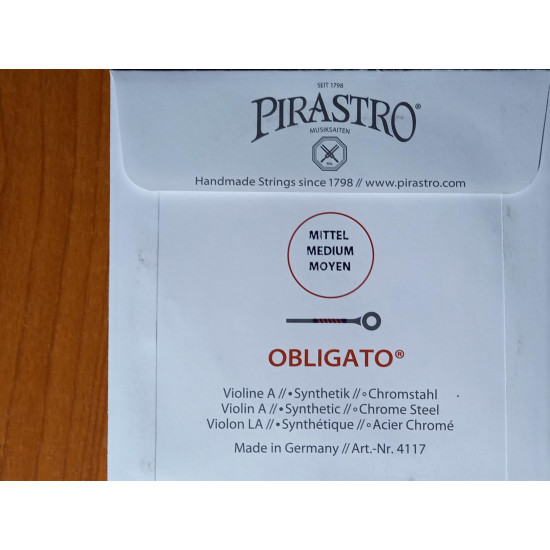 SEIT 1798
PIRASTRO®
MUSIKSAITEN
Handmade Strings since 1798 // www.pirastro.com
MITTEL
MEDIUM
MOYEN
OBLIGATO®
Violine A // •Synthetik // ∘Chromstahl
Violin A // •Synthetic // ∘Chrome Steel
Violon LA // •Synthétique // ∘Acier Chromé
Made in Germany // Art.-Nr. 4117